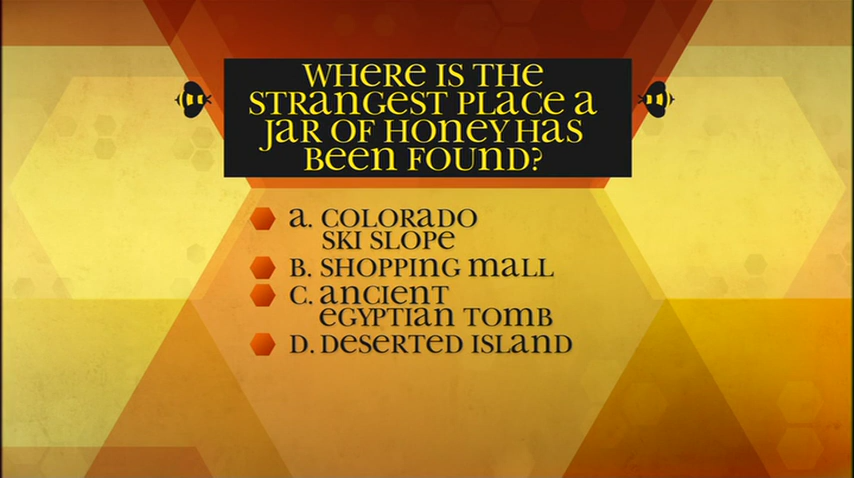 WHERE IS THE
STRANGEST PLACE A
JAR OF HONEY HAS
BEEN FOUND?
A. COLORADO
SKI SLOPE
B. SHOPPING MALL
C. ANCIENT
EGYPTIAN TOMB
D. DESERTED ISLAND